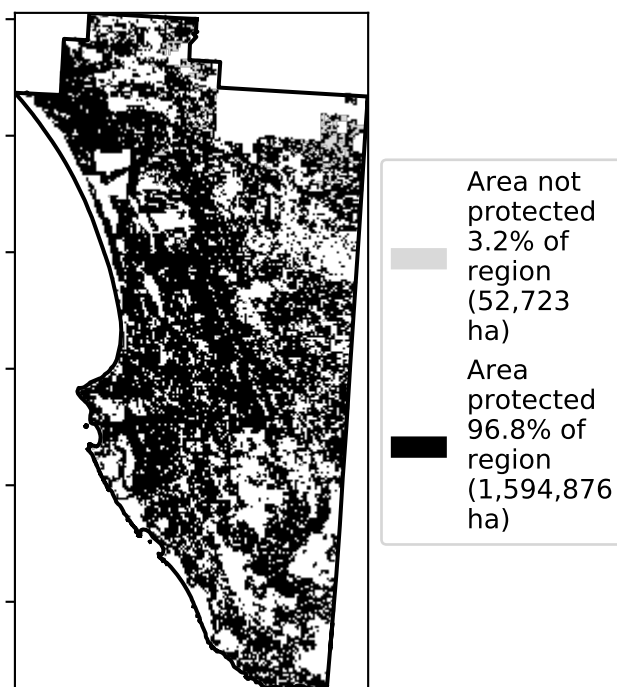 Area not
protected
3.2% of
region
(52,723
ha)
Area
protected
96.8% of
region
(1,594,876
ha)